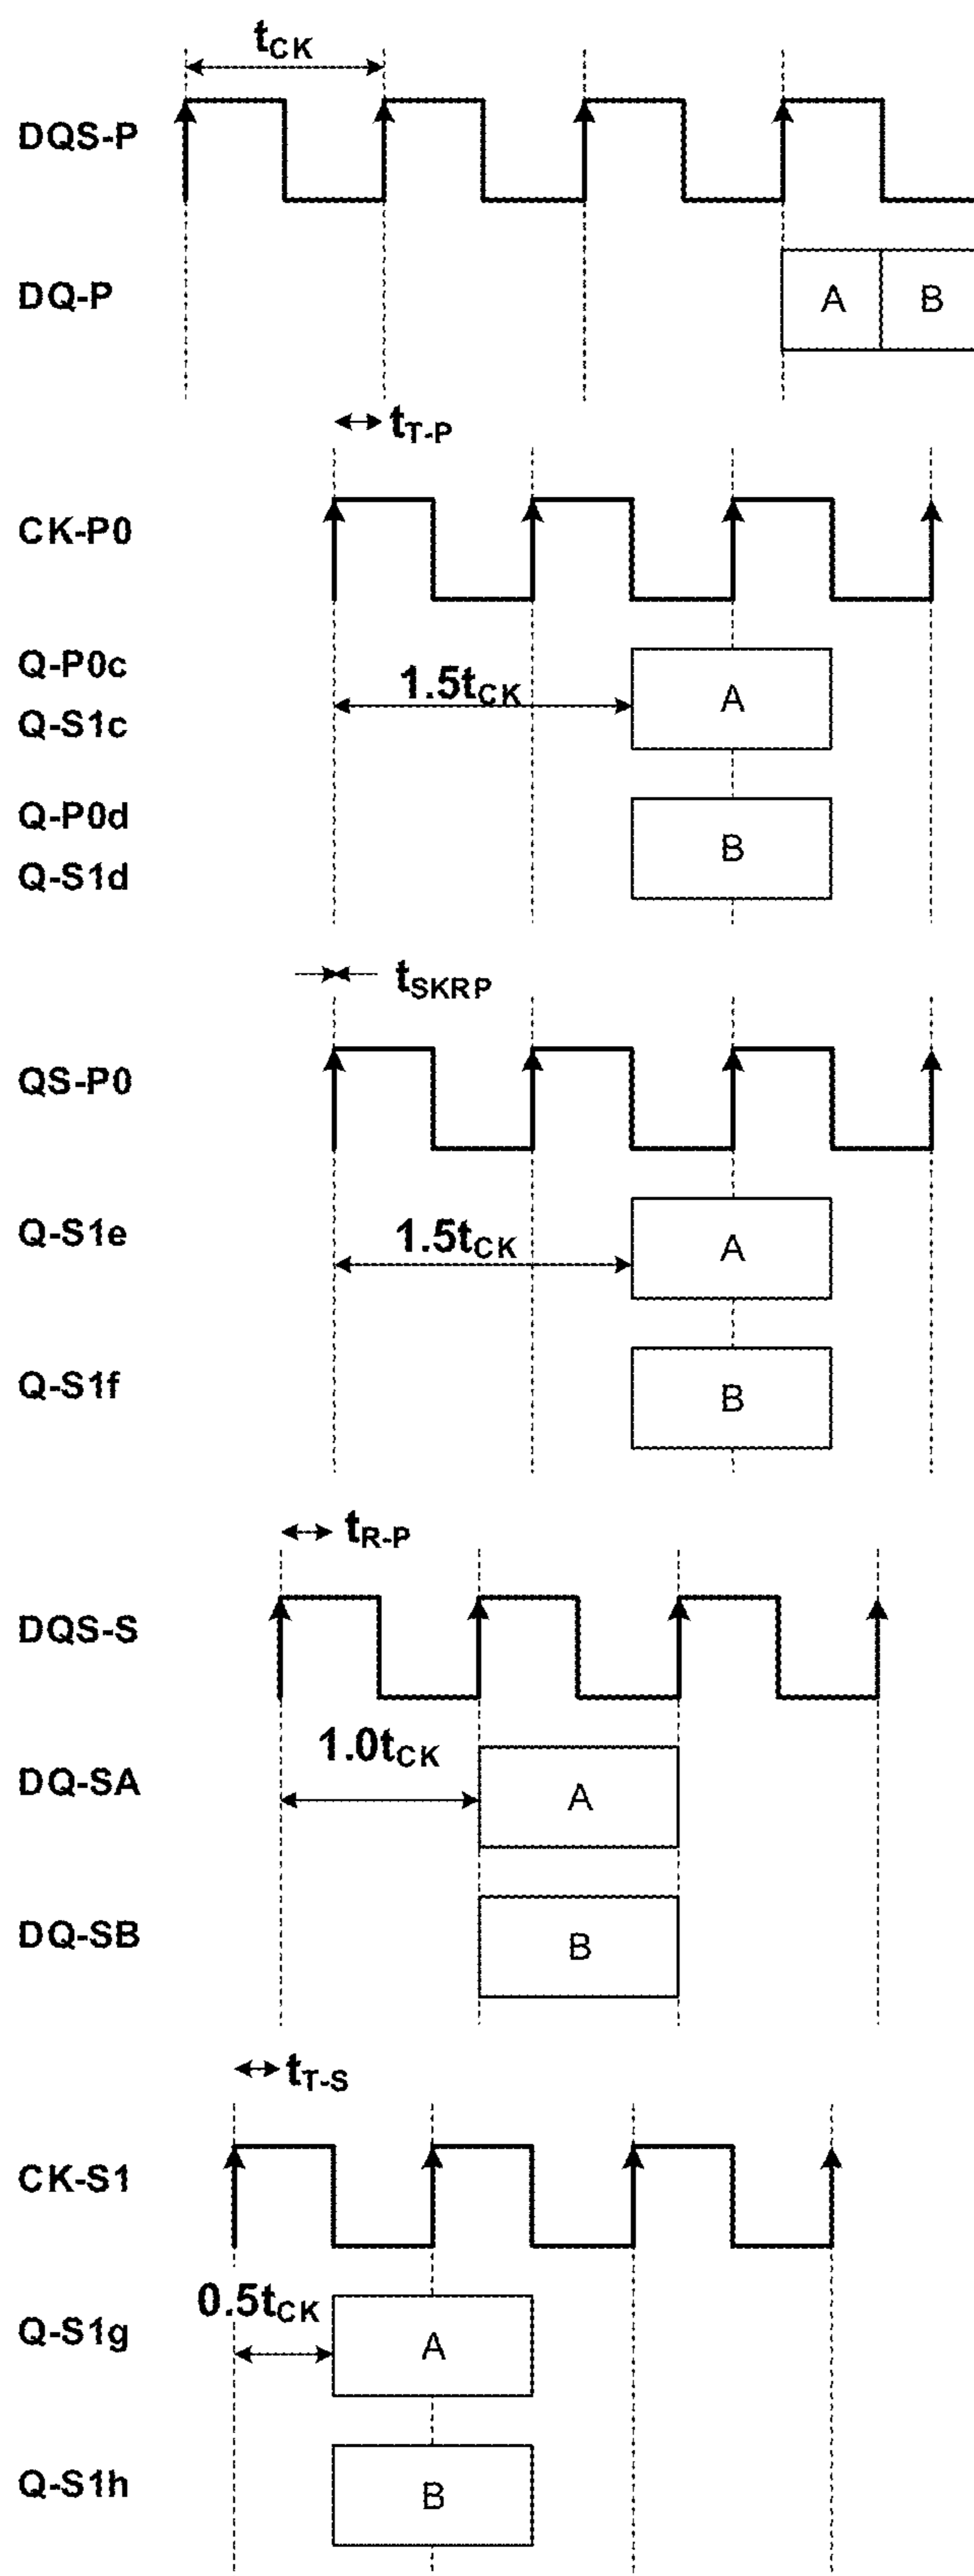 tCK
DQS-P
DQ-P
A B
tT-P
CK-P0
Q-P0c
Q-S1c
1.5tCK
A
Q-P0d
Q-S1d
B
tSKRP
QS-P0
Q-S1e
1.5tCK
A
Q-S1f
B
tR-P
DQS-S
1.0tCK
DQ-SA
A
DQ-SB
B
tT-S
CK-S1
0.5tCK
Q-S1g
A
Q-S1h
B